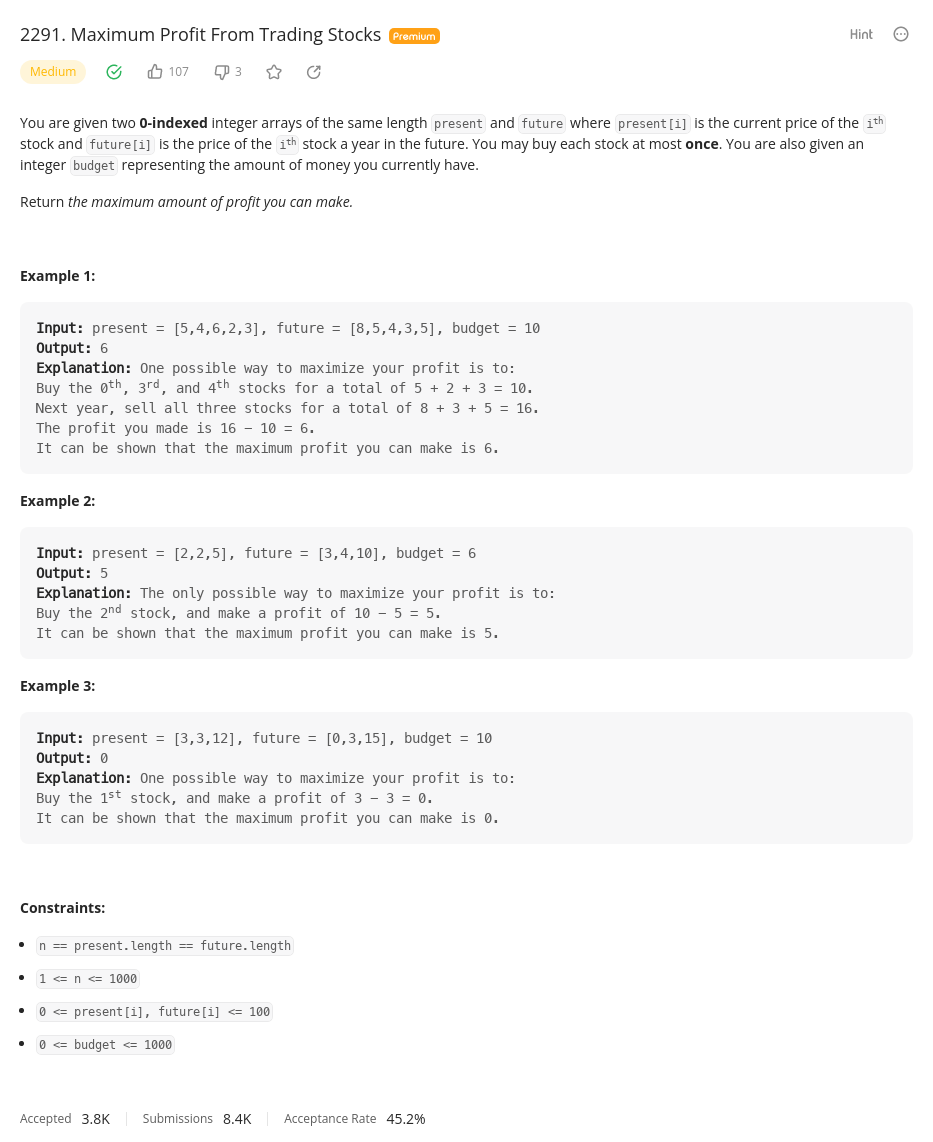 2291. Maximum Profit From Trading Stocks Premium Hint
Medium 107 3
You are given two 0-indexed integer arrays of the same length present and future where present[i] is the current price of the ith
stock and future[i] is the price of the ith stock a year in the future. You may buy each stock at most once. You are also given an
integer budget representing the amount of money you currently have.
Return the maximum amount of profit you can make.
Example 1:
Input: present = [5,4,6,2,3], future = [8,5,4,3,5], budget = 10
Output: 6
Explanation: One possible way to maximize your profit is to:
Buy the 0th, 3rd, and 4th stocks for a total of 5 + 2 + 3 = 10.
Next year, sell all three stocks for a total of 8 + 3 + 5 = 16.
The profit you made is 16 - 10 = 6.
It can be shown that the maximum profit you can make is 6.
Example 2:
Input: present = [2,2,5], future = [3,4,10], budget = 6
Output: 5
Explanation: The only possible way to maximize your profit is to:
Buy the 2nd stock, and make a profit of 10 - 5 = 5.
It can be shown that the maximum profit you can make is 5.
Example 3:
Input: present = [3,3,12], future = [0,3,15], budget = 10
Output: 0
Explanation: One possible way to maximize your profit is to:
Buy the 1st stock, and make a profit of 3 - 3 = 0.
It can be shown that the maximum profit you can make is 0.
Constraints:
n == present.length == future.length
1 <= n <= 1000
0 <= present[i], future[i] <= 100
0 <= budget <= 1000
Accepted 3.8K Submissions 8.4K Acceptance Rate 45.2%